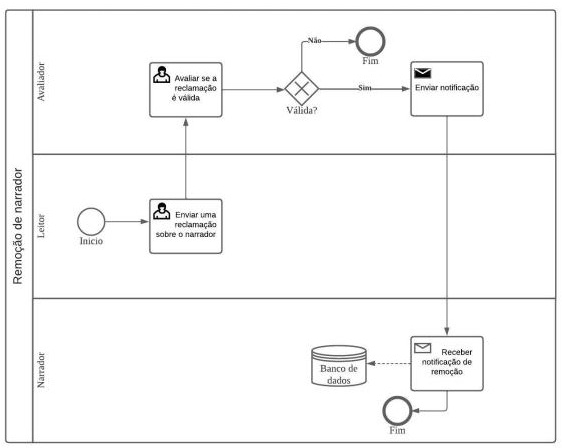 Remoção de narrador
Avaliador
Avaliar se a
reclamação
é válida
Válida?
Não
Fim
Sim
Enviar notificação
Leitor
Inicio
Enviar uma
reclamação
sobre o narrador
Narrador
Banco de
dados
Receber
notificação de
remoção
Fim